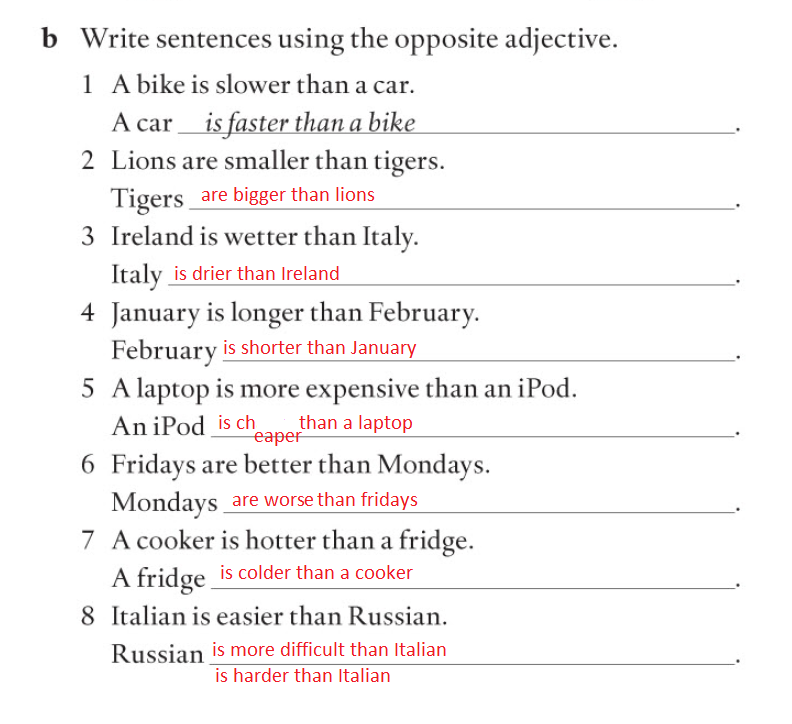 b Write sentences using the opposite adjective.
1 A bike is slower than a car.
A car is faster than a bike.
2 Lions are smaller than tigers.
Tigers are bigger than lions.
3 Ireland is wetter than Italy.
Italy is drier than Ireland.
4 January is longer than February.
February is shorter than January.
5 A laptop is more expensive than an iPod.
An iPod is cheaper than a laptop.
6 Fridays are better than Mondays.
Mondays are worse than fridays.
7 A cooker is hotter than a fridge.
A fridge is colder than a cooker.
8 Italian is easier than Russian.
Russian is more difficult than Italian.
is harder than Italian